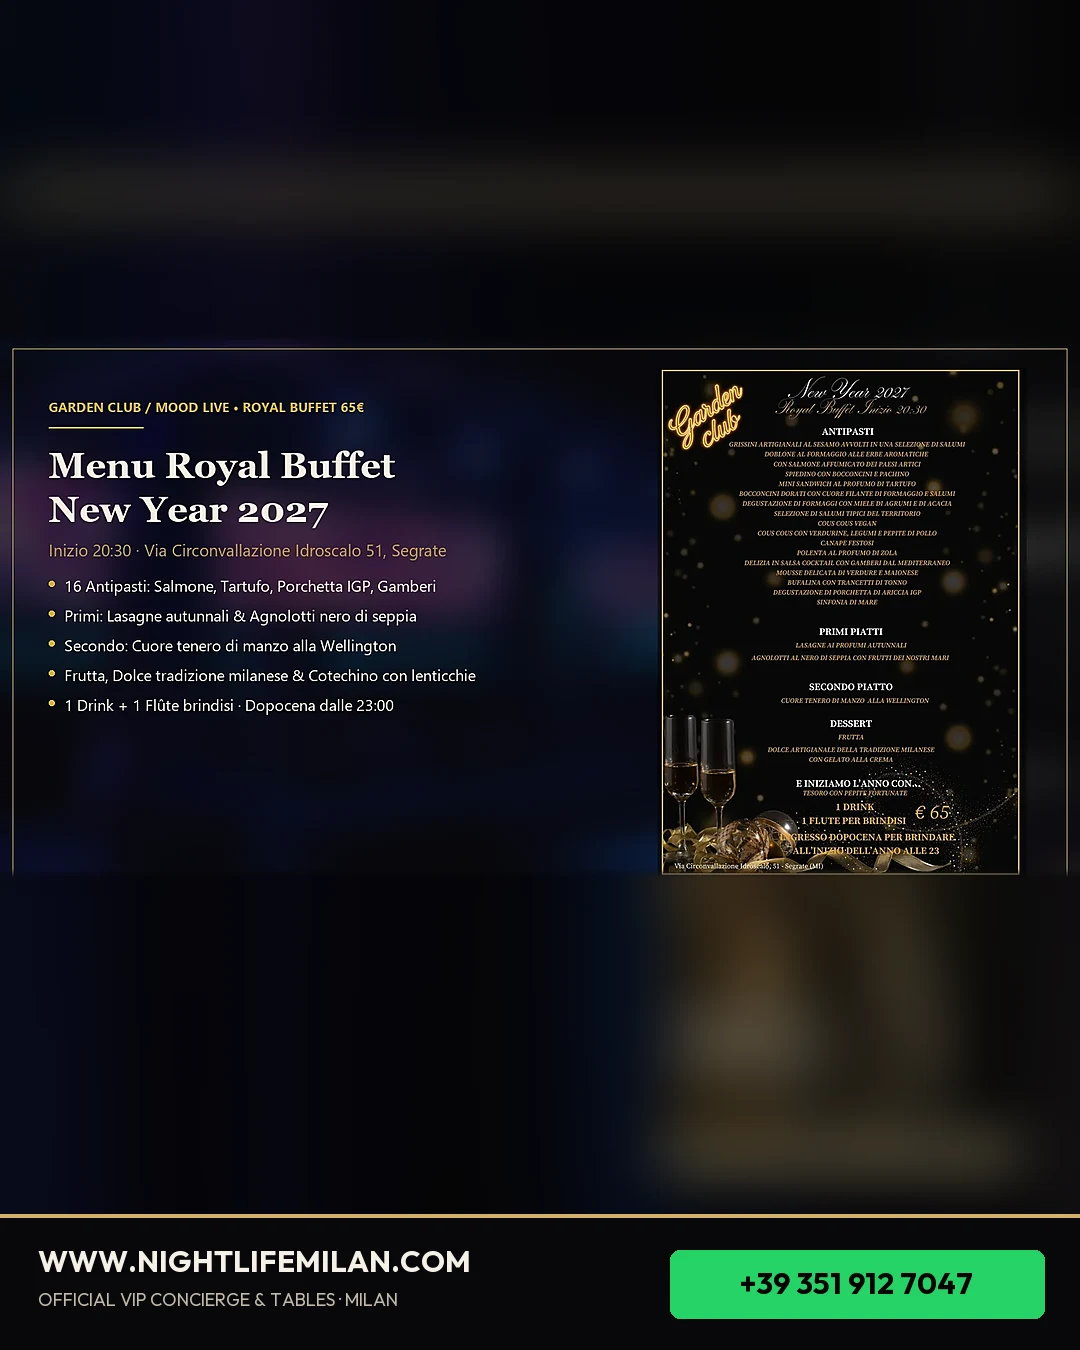 GARDEN CLUB / MOOD LIVE • ROYAL BUFFET 65€
Menu Royal Buffet
New Year 2027
Inizio 20:30 · Via Circonvallazione Idroscalo 51, Segrate
16 Antipasti: Salmone, Tartufo, Porchetta IGP, Gamberi
Primi: Lasagne autunnali & Agnolotti nero di seppia
Secondo: Cuore tenero di manzo alla Wellington
Frutta, Dolce tradizione milanese & Cotechino con lenticchie
1 Drink + 1 Flûte brindisi · Dopocena dalle 23:00
Garden
club
New Year 2027
Royal Buffet Inizio 20:30
ANTIPASTI
GRISSINI ARTIGIANALI AL SESAMO AVVOLTI IN UNA SELEZIONE DI SALUMI
DOBLONE AL FORMAGGIO ALLE ERBE AROMATICHE
CON SALMONE AFFUMICATO DEI PAESI ARTICI
SPIEDINO CON BOCCONCINI E PACHINO
MINI SANDWICH AL PROFUMO DI TARTUFO
BOCCONCINI DORATI CON CUORE FILANTE DI FORMAGGIO E SALUMI
DEGUSTAZIONE DI FORMAGGI CON MIELE DI AGRUMI E DI ACACIA
SELEZIONE DI SALUMI TIPICI DEL TERRITORIO
COUS COUS VEGAN
COUS COUS CON VERDURINE, LEGUMI E PEPITE DI POLLO
CANAPE FESTOSI
POLENTA AL PROFUMO DI ZOLA
DELIZIA IN SALSA COCKTAIL CON GAMBERI DAL MEDITERRANEO
MOUSSE DELICATA DI VERDURE E MAIONESE
BUFALINA CON TRANCETTI DI TONNO
DEGUSTAZIONE DI PORCHETTA DI ARICCIA IGP
SINFONIA DI MARE
PRIMI PIATTI
LASAGNE AI PROFUMI AUTUNNALI
AGNOLOTTI AL NERO DI SEPPIA CON FRUTTI DEI NOSTRI MARI
SECONDO PIATTO
CUORE TENERO DI MANZO ALLA WELLINGTON
DESSERT
FRUTTA
DOLCE ARTIGIANALE DELLA TRADIZIONE MILANESE
CON GELATO ALLA CREMA
E INIZIAMO L'ANNO CON...
TESORO CON PEPITE FORTUNATE
1 DRINK
1 FLUTE PER BRINDISI
€ 65
INGRESSO DOPOCENA PER BRINDARE
ALL'INIZIO DELL'ANNO ALLE 23
Via Circonvallazione Idroscalo, 51 - Segrate (MI)
WWW.NIGHTLIFEMILAN.COM
OFFICIAL VIP CONCIERGE & TABLES · MILAN
+39 351 912 7047